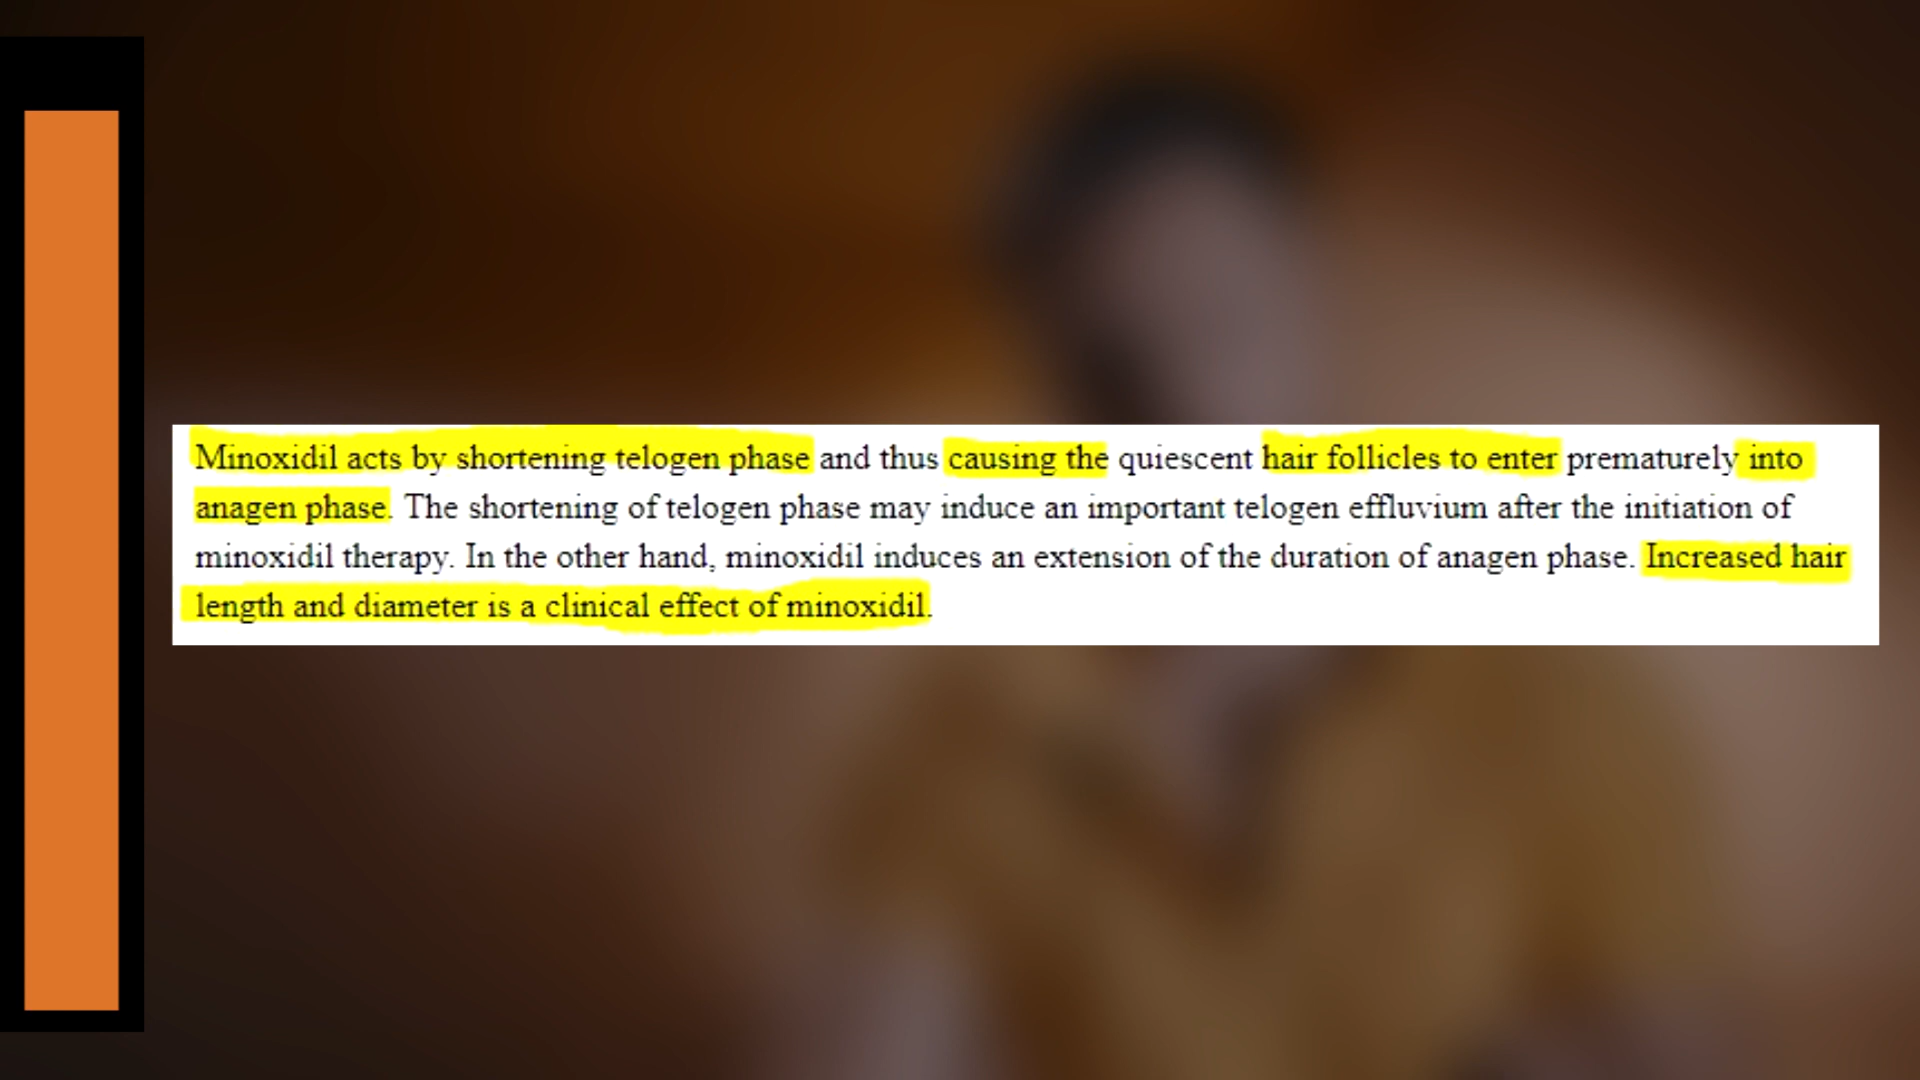 Minoxidil acts by shortening telogen phase and thus causing the quiescent hair follicles to enter prematurely into
anagen phase. The shortening of telogen phase may induce an important telogen effluvium after the initiation of
minoxidil therapy. In the other hand, minoxidil induces an extension of the duration of anagen phase. Increased hair
length and diameter is a clinical effect of minoxidil.